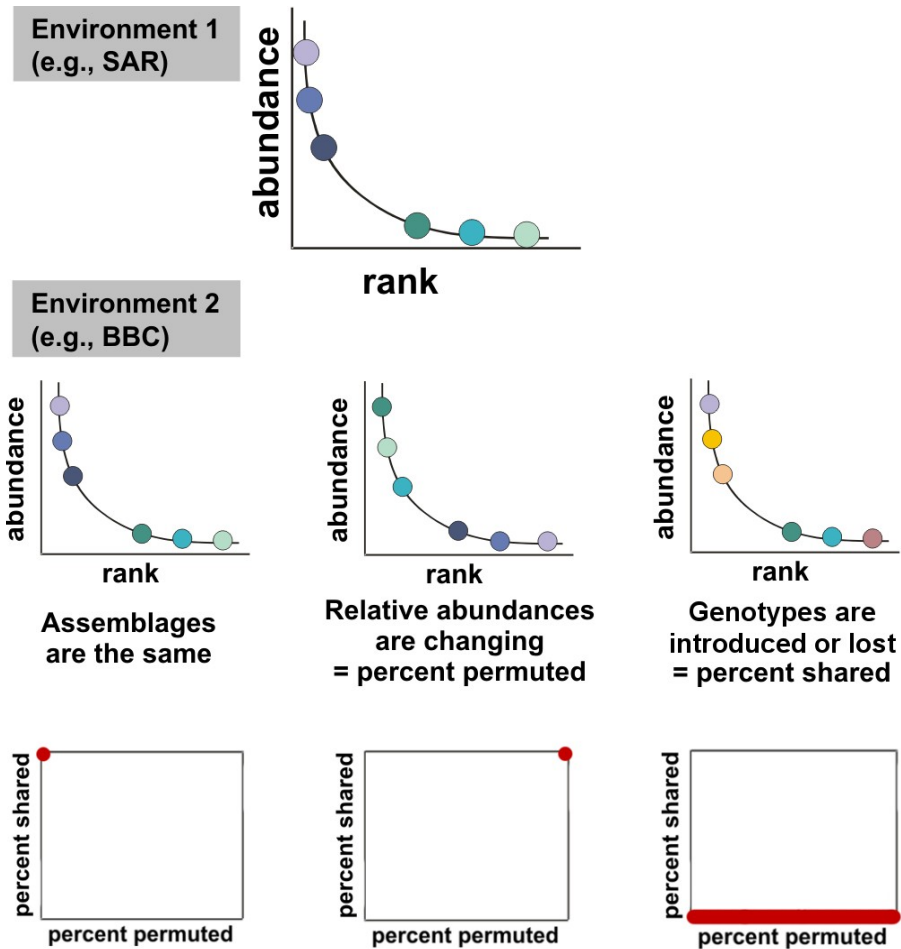 Environment 1
(e.g., SAR)
abundance
rank
Environment 2
(e.g., BBC)
abundance
rank
abundance
rank
abundance
rank
Assemblages
are the same
Relative abundances
are changing
= percent permuted
Genotypes are
introduced or lost
= percent shared
percent shared
percent permuted
percent shared
percent permuted
percent shared
percent permuted